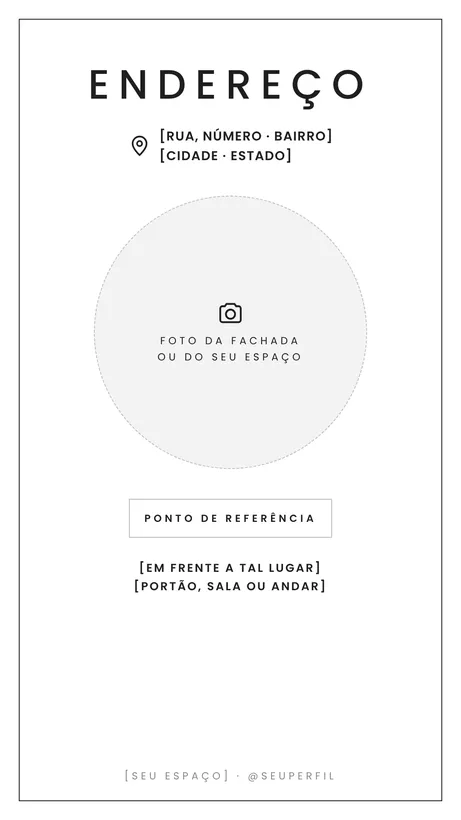 ENDEREÇO
[RUA, NÚMERO · BAIRRO]
[CIDADE · ESTADO]
FOTO DA FACHADA
OU DO SEU ESPAÇO
PONTO DE REFERÊNCIA
[EM FRENTE A TAL LUGAR]
[PORTÃO, SALA OU ANDAR]
[SEU ESPAÇO] · @SEUPERFIL